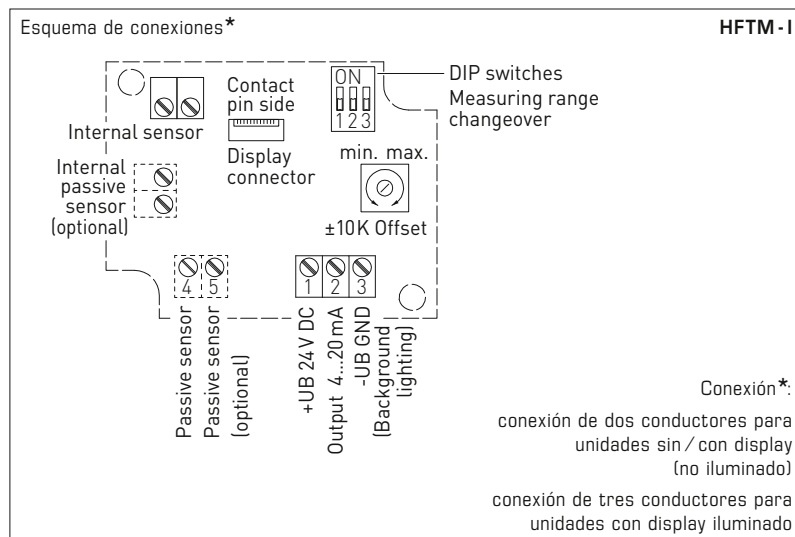 Esquema de conexiones*
HFTM-I
ON
1 2 3
DIP switches
Measuring range
changeover
Contact
pin side
Internal sensor
Display
connector
Internal
passive
sensor
(optional)
min. max.
±10K Offset
4 5
1 2 3
Passive sensor
Passive sensor
(optional)
+UB 24V DC
Output 4...20mA
-UB GND
(Background
lighting)
Conexión*:
conexión de dos conductores para
unidades sin / con display
(no iluminado)
conexión de tres conductores para
unidades con display iluminado